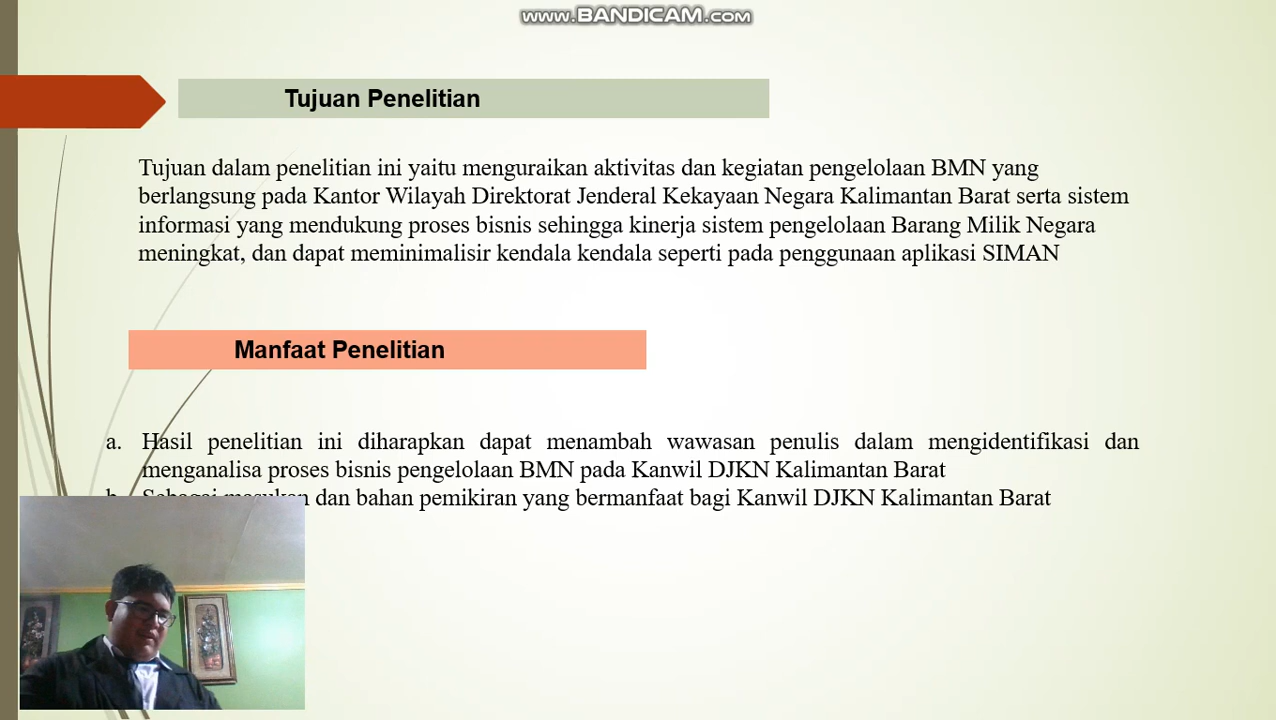 www.BANDICAM.com
Tujuan Penelitian
Tujuan dalam penelitian ini yaitu menguraikan aktivitas dan kegiatan pengelolaan BMN yang
berlangsung pada Kantor Wilayah Direktorat Jenderal Kekayaan Negara Kalimantan Barat serta sistem
informasi yang mendukung proses bisnis sehingga kinerja sistem pengelolaan Barang Milik Negara
meningkat, dan dapat meminimalisir kendala kendala seperti pada penggunaan aplikasi SIMAN
Manfaat Penelitian
a. Hasil penelitian ini diharapkan dapat menambah wawasan penulis dalam mengidentifikasi dan
menganalisa proses bisnis pengelolaan BMN pada Kanwil DJKN Kalimantan Barat
b. Sebagai masukan dan bahan pemikiran yang bermanfaat bagi Kanwil DJKN Kalimantan Barat